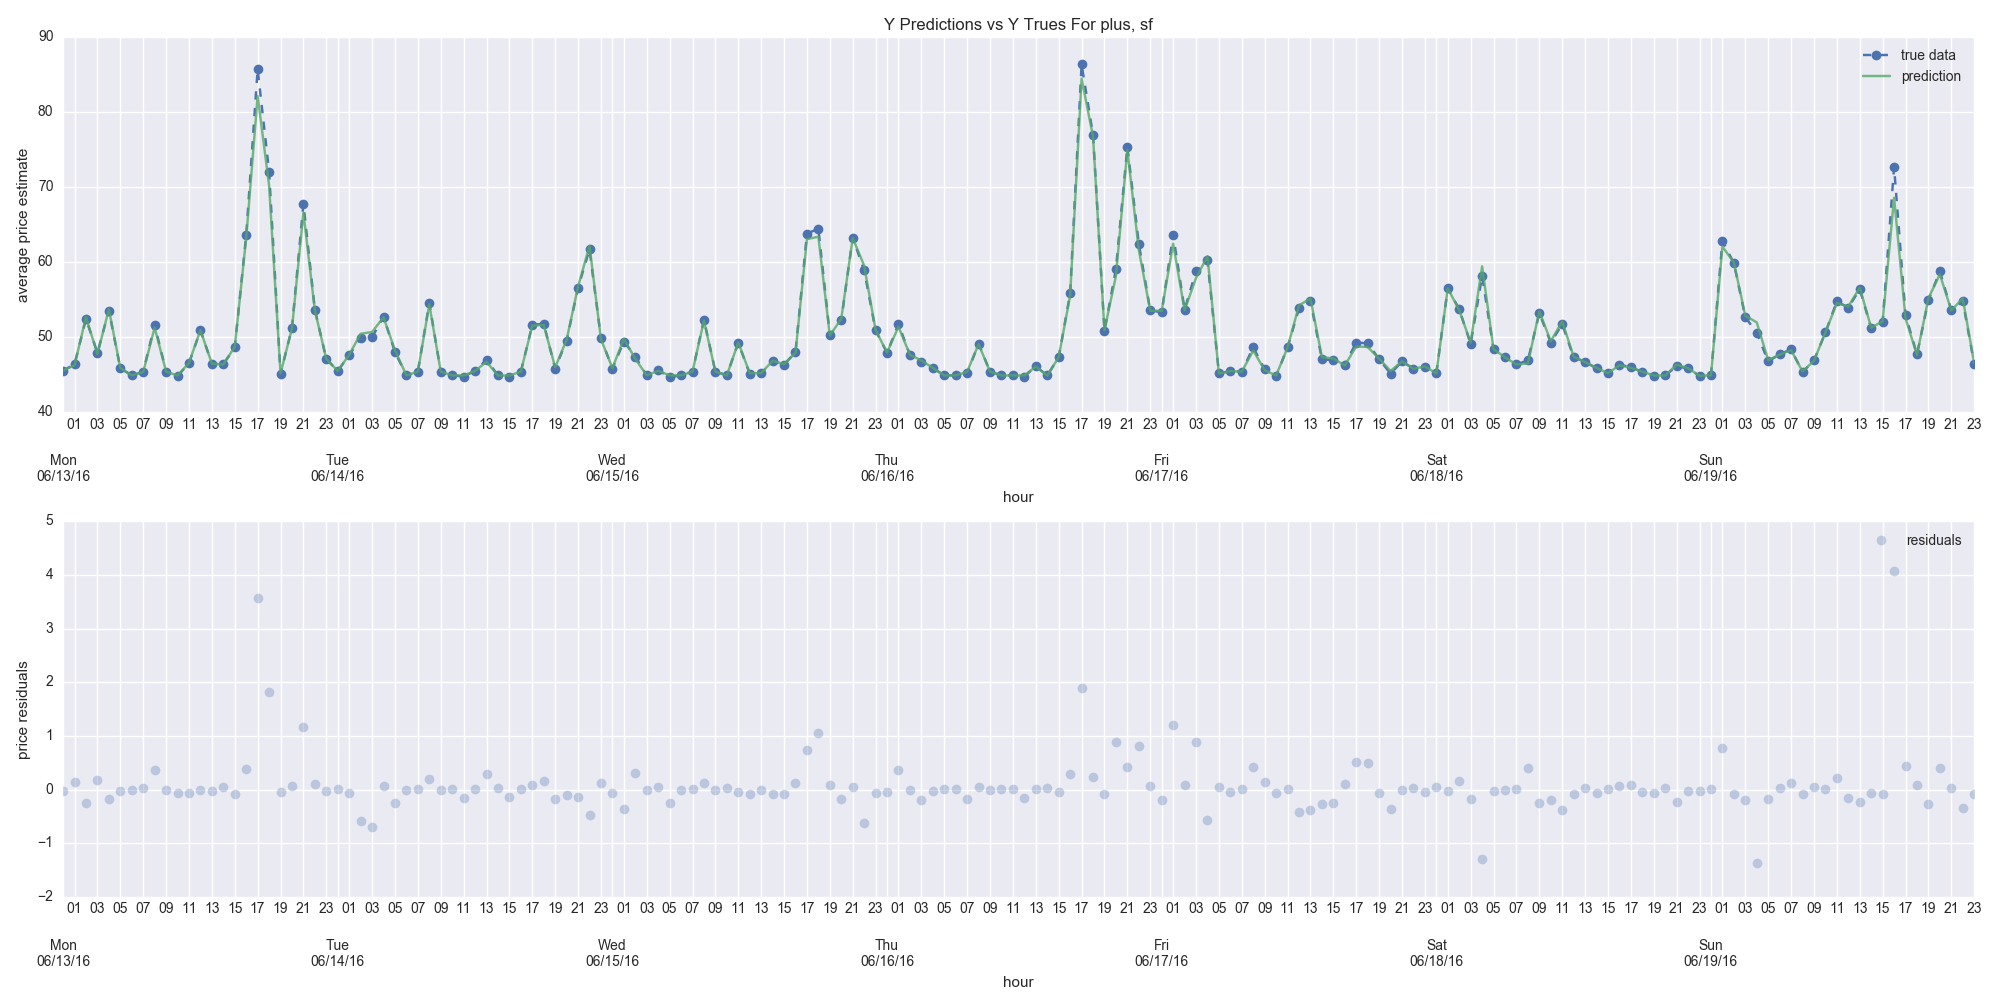 Y Predictions vs Y Trues For plus, sf
90
80
70
60
50
40
average price estimate
true data
prediction
01 03 05 07 09 11 13 15 17 19 21 23 01 03 05 07 09 11 13 15 17 19 21 23 01 03 05 07 09 11 13 15 17 19 21 23 01 03 05 07 09 11 13 15 17 19 21 23 01 03 05 07 09 11 13 15 17 19 21 23 01 03 05 07 09 11 13 15 17 19 21 23 01 03 05 07 09 11 13 15 17 19 21 23
Mon Tue Wed Thu Fri Sat Sun
06/13/16 06/14/16 06/15/16 06/16/16 06/17/16 06/18/16 06/19/16
hour
5
4
3
2
1
0
−1
−2
price residuals
residuals
01 03 05 07 09 11 13 15 17 19 21 23 01 03 05 07 09 11 13 15 17 19 21 23 01 03 05 07 09 11 13 15 17 19 21 23 01 03 05 07 09 11 13 15 17 19 21 23 01 03 05 07 09 11 13 15 17 19 21 23 01 03 05 07 09 11 13 15 17 19 21 23 01 03 05 07 09 11 13 15 17 19 21 23
Mon Tue Wed Thu Fri Sat Sun
06/13/16 06/14/16 06/15/16 06/16/16 06/17/16 06/18/16 06/19/16
hour